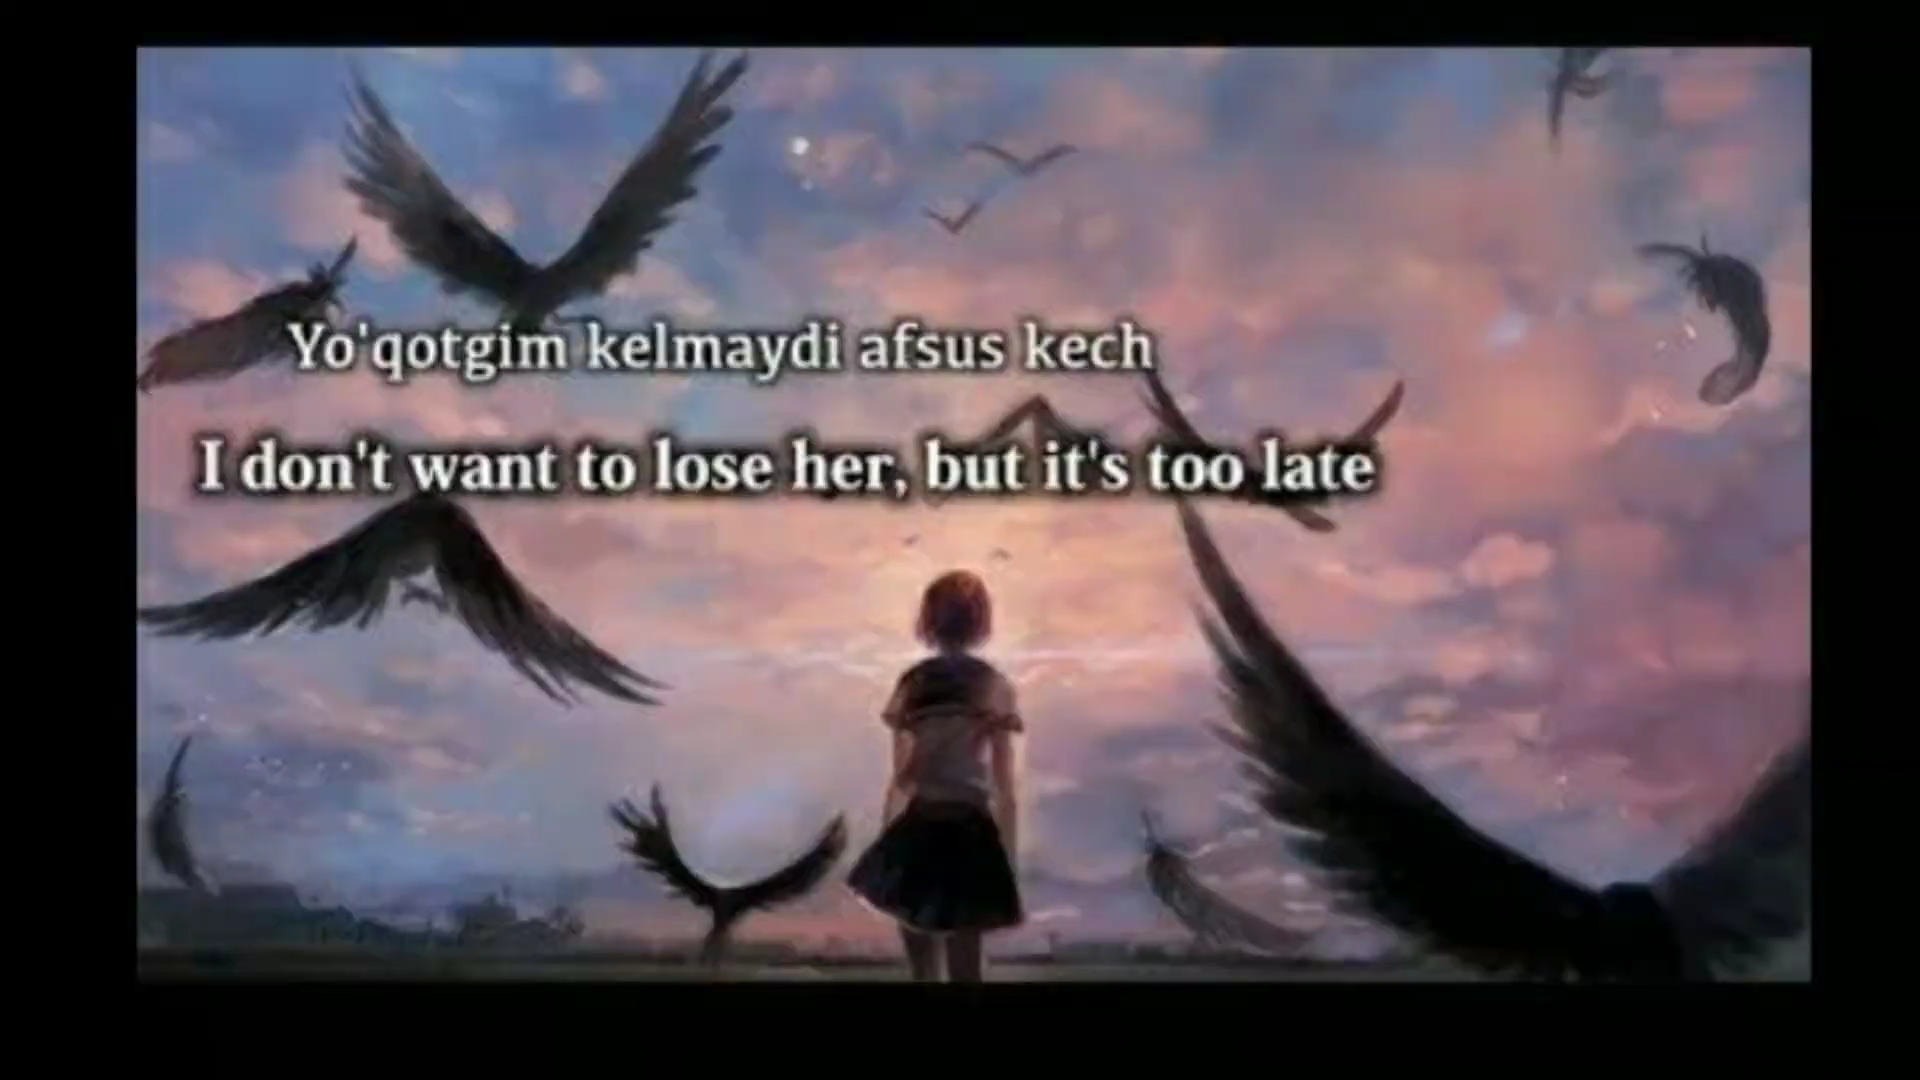 Yo'qotgim kelmaydi afsus kech
I don't want to lose her, but it's too late